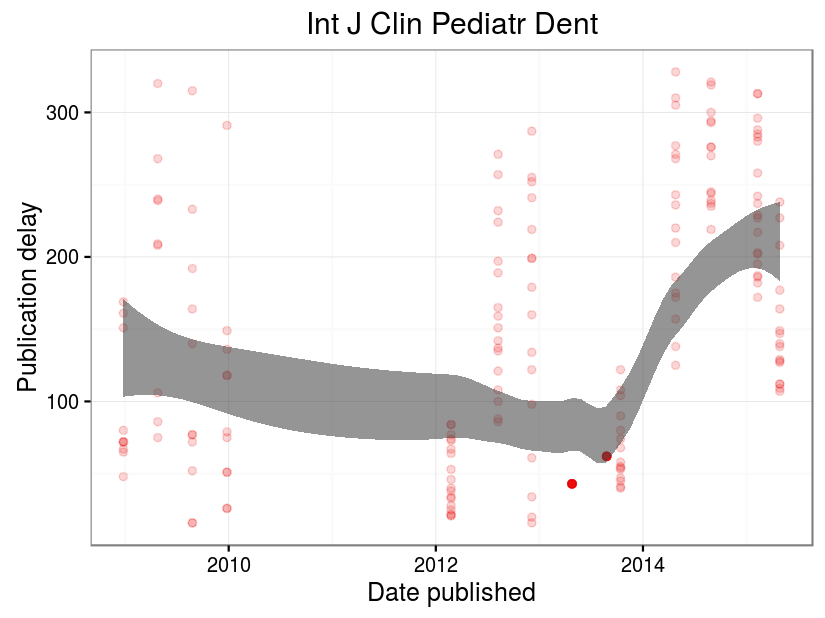 Int J Clin Pediatr Dent
Publication delay
300
200
100
2010
2012
2014
Date published